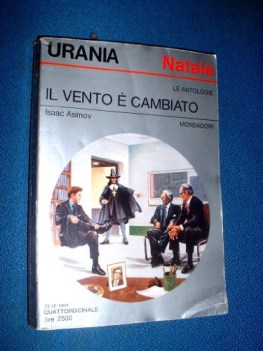 URANIA
Natale
LE ANTOLOGIE
IL VENTO È CAMBIATO
Isaac Asimov
MONDADORI
QUATTORDICINALE
lire 2500